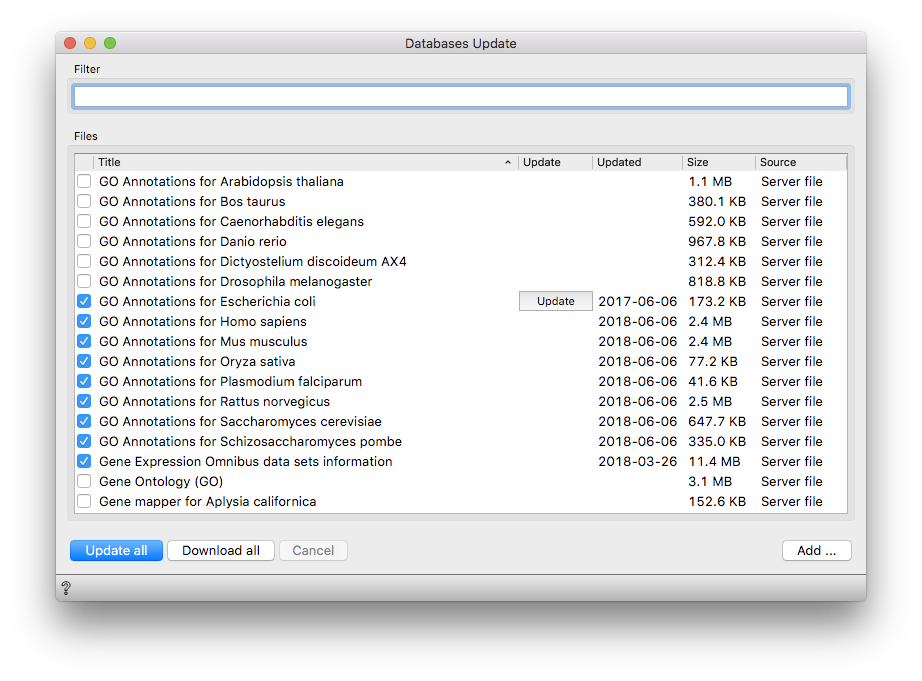 Databases Update
Filter
Files
Title Update Updated Size Source
GO Annotations for Arabidopsis thaliana 1.1 MB Server file
GO Annotations for Bos taurus 380.1 KB Server file
GO Annotations for Caenorhabditis elegans 592.0 KB Server file
GO Annotations for Danio rerio 967.8 KB Server file
GO Annotations for Dictyostelium discoideum AX4 312.4 KB Server file
GO Annotations for Drosophila melanogaster 818.8 KB Server file
GO Annotations for Escherichia coli Update 2017-06-06 173.2 KB Server file
GO Annotations for Homo sapiens 2018-06-06 2.4 MB Server file
GO Annotations for Mus musculus 2018-06-06 2.4 MB Server file
GO Annotations for Oryza sativa 2018-06-06 77.2 KB Server file
GO Annotations for Plasmodium falciparum 2018-06-06 41.6 KB Server file
GO Annotations for Rattus norvegicus 2018-06-06 2.5 MB Server file
GO Annotations for Saccharomyces cerevisiae 2018-06-06 647.7 KB Server file
GO Annotations for Schizosaccharomyces pombe 2018-06-06 335.0 KB Server file
Gene Expression Omnibus data sets information 2018-03-26 11.4 MB Server file
Gene Ontology (GO) 3.1 MB Server file
Gene mapper for Aplysia californica 152.6 KB Server file
Update all Download all Cancel Add ...
?